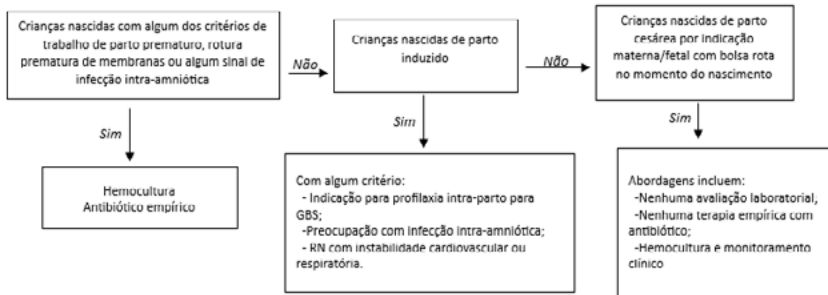 Crianças nascidas com algum dos critérios de
trabalho de parto prematuro, rotura
prematura de membranas ou algum sinal de
infecção intra-amniótica
Não
Crianças nascidas de parto
induzido
Não
Crianças nascidas de parto
cesárea por indicação
materna/fetal com bolsa rota
no momento do nascimento
Sim
Hemocultura
Antibiótico empírico
Sim
Com algum critério:
- Indicação para profilaxia intra-parto para
GBS;
-Preocupação com infecção intra-amniótica;
- RN com instabilidade cardiovascular ou
respiratória.
Sim
Abordagens incluem:
-Nenhuma avaliação laboratorial;
-Nenhuma terapia empírica com
antibiótico;
-Hemocultura e monitoramento
clínico